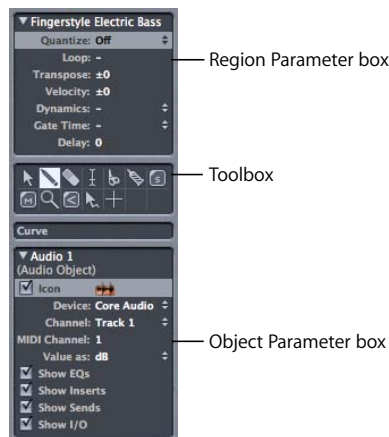 ▼ Fingerstyle Electric Bass
Quantize: Off
Loop: –
Transpose: ±0
Velocity: ±0
Dynamics: –
Gate Time: –
Delay: 0
Region Parameter box
Toolbox
S
M
Curve
▼ Audio 1
(Audio Object)
Icon
Device: Core Audio
Channel: Track 1
MIDI Channel: 1
Value as: dB
Show EQs
Show Inserts
Show Sends
Show I/O
Object Parameter box